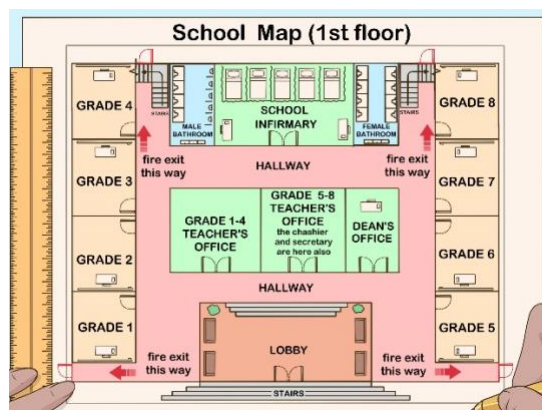 School Map (1st floor)
GRADE 4
STAIRS
MALE
BATHROOM
SCHOOL
INFIRMARY
FEMALE
BATHROOM
STAIRS
GRADE 8
fire exit
this way
HALLWAY
fire exit
this way
GRADE 3
GRADE 7
GRADE 1-4
TEACHER'S
OFFICE
GRADE 5-8
TEACHER'S
OFFICE
the chashier
and secretary
are here also
DEAN'S
OFFICE
GRADE 2
GRADE 6
HALLWAY
GRADE 1
GRADE 5
LOBBY
fire exit
this way
fire exit
this way
STAIRS